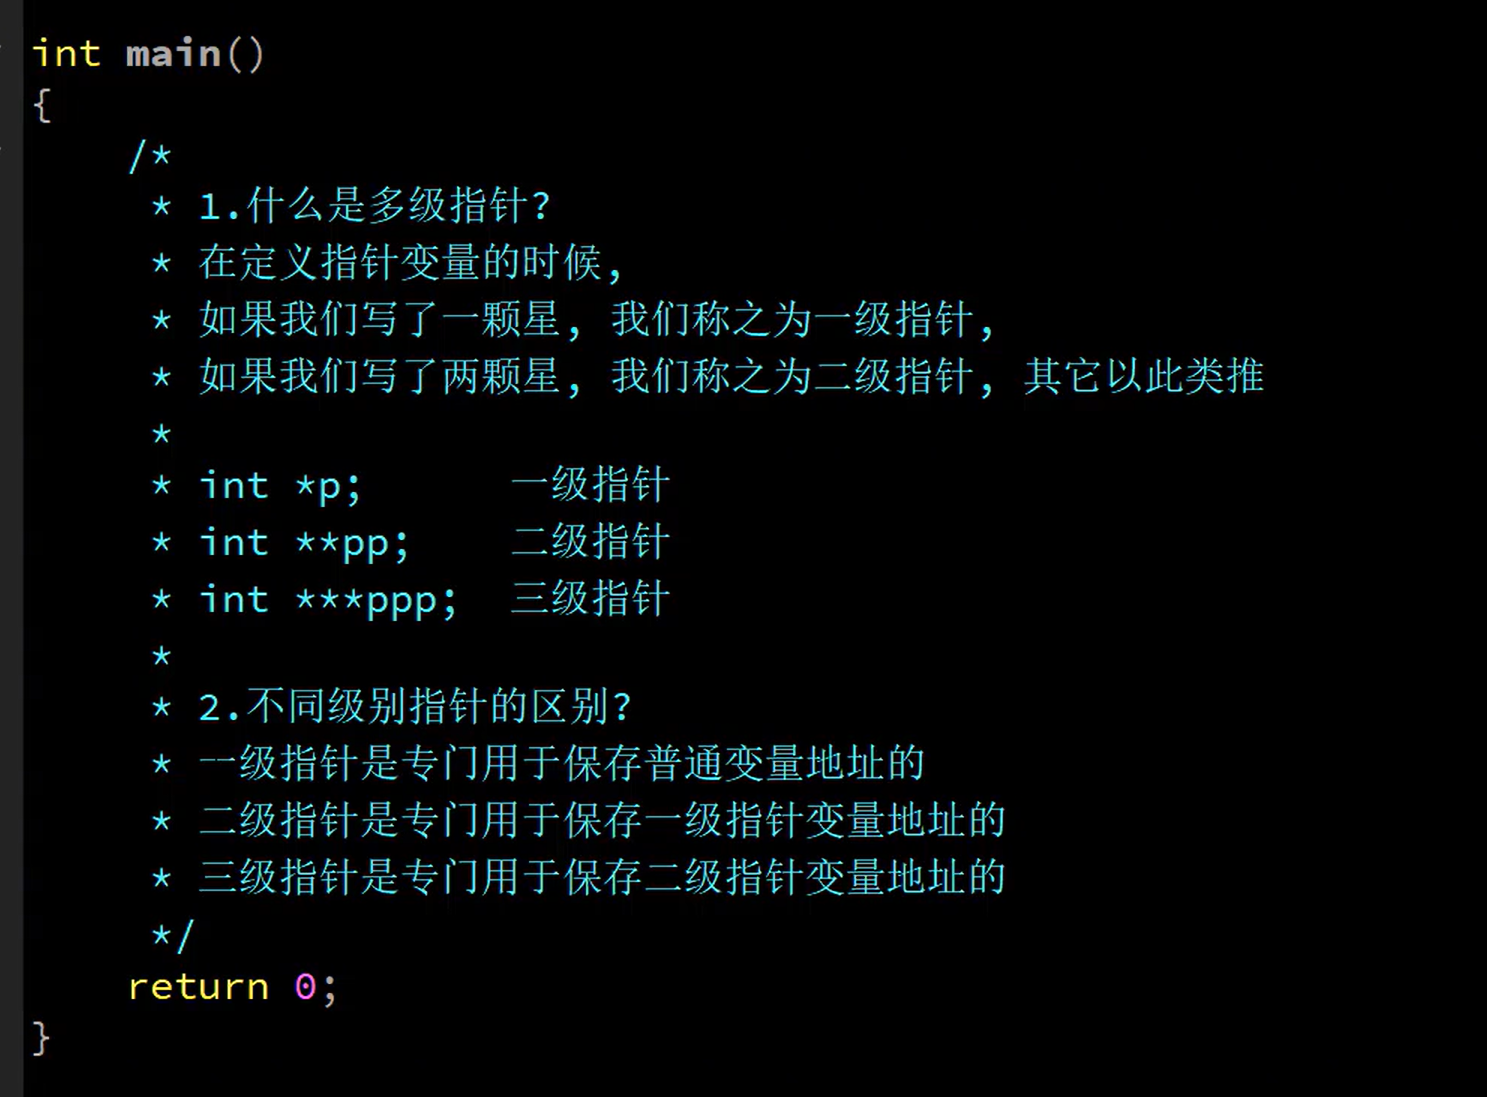 int main()
{
/*
* 1.什么是多级指针?
* 在定义指针变量的时候,
* 如果我们写了一颗星, 我们称之为一级指针,
* 如果我们写了两颗星, 我们称之为二级指针, 其它以此类推
*
* int *p; 一级指针
* int **pp; 二级指针
* int ***ppp; 三级指针
*
* 2.不同级别指针的区别?
* 一级指针是专门用于保存普通变量地址的
* 二级指针是专门用于保存一级指针变量地址的
* 三级指针是专门用于保存二级指针变量地址的
*/
return 0;
}